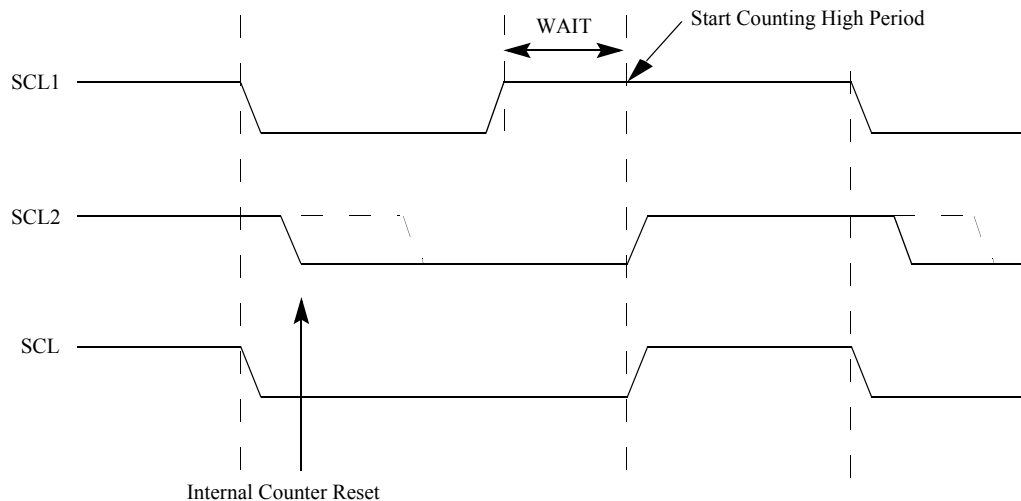 Start Counting High Period
WAIT
SCL1
SCL2
SCL
Internal Counter Reset